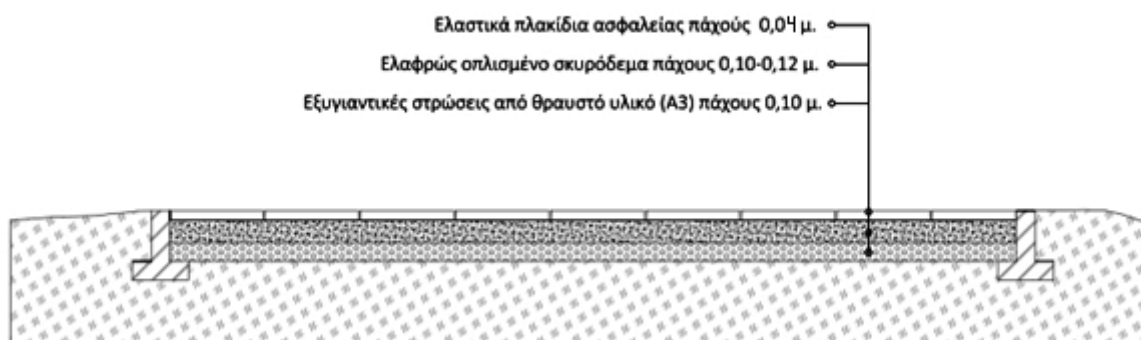 Ελαστικά πλακίδια ασφαλείας πάχούς 0,04 μ.
Ελαφρώς οπλισμένο σκυρόδεμα πάχους 0,10-0,12 μ.
Εξυγιαντικές στρώσεις από θραυστό υλικό (Α3) πάχους 0,10 μ.